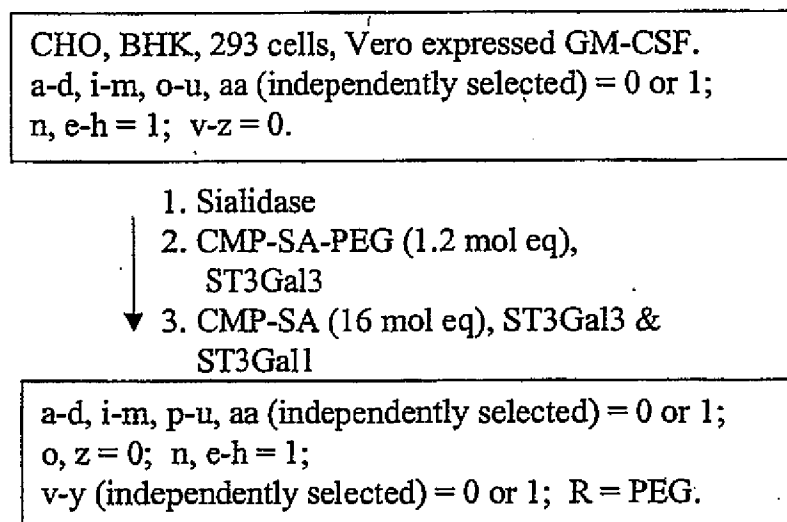 CHO, BHK, 293 cells, Vero expressed GM-CSF.
a-d, i-m, o-u, aa (independently selected) = 0 or 1;
n, e-h = 1; v-z = 0.
1. Sialidase
2. CMP-SA-PEG (1.2 mol eq),
ST3Gal3
3. CMP-SA (16 mol eq), ST3Gal3 &
ST3Gal1
a-d, i-m, p-u, aa (independently selected) = 0 or 1;
o, z = 0; n, e-h = 1;
v-y (independently selected) = 0 or 1; R = PEG.